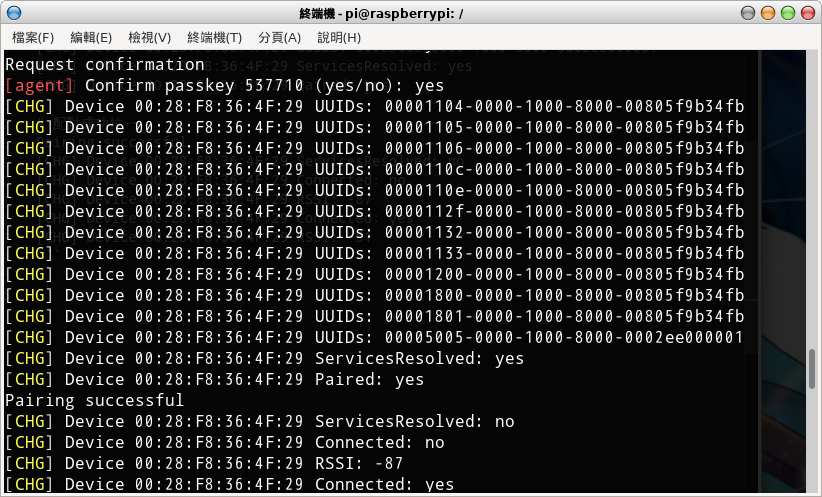 終端機 - pi@raspberrypi: /
檔案(F) 編輯(E) 檢視(V) 終端機(T) 分頁(A) 說明(H)
Request confirmation
[agent] Confirm passkey 537710 (yes/no): yes
[CHG] Device 00:28:F8:36:4F:29 UUIDs: 00001104-0000-1000-8000-00805f9b34fb
[CHG] Device 00:28:F8:36:4F:29 UUIDs: 00001105-0000-1000-8000-00805f9b34fb
[CHG] Device 00:28:F8:36:4F:29 UUIDs: 00001106-0000-1000-8000-00805f9b34fb
[CHG] Device 00:28:F8:36:4F:29 UUIDs: 0000110c-0000-1000-8000-00805f9b34fb
[CHG] Device 00:28:F8:36:4F:29 UUIDs: 0000110e-0000-1000-8000-00805f9b34fb
[CHG] Device 00:28:F8:36:4F:29 UUIDs: 0000112f-0000-1000-8000-00805f9b34fb
[CHG] Device 00:28:F8:36:4F:29 UUIDs: 00001132-0000-1000-8000-00805f9b34fb
[CHG] Device 00:28:F8:36:4F:29 UUIDs: 00001133-0000-1000-8000-00805f9b34fb
[CHG] Device 00:28:F8:36:4F:29 UUIDs: 00001200-0000-1000-8000-00805f9b34fb
[CHG] Device 00:28:F8:36:4F:29 UUIDs: 00001800-0000-1000-8000-00805f9b34fb
[CHG] Device 00:28:F8:36:4F:29 UUIDs: 00001801-0000-1000-8000-00805f9b34fb
[CHG] Device 00:28:F8:36:4F:29 UUIDs: 00005005-0000-1000-8000-0002ee000001
[CHG] Device 00:28:F8:36:4F:29 ServicesResolved: yes
[CHG] Device 00:28:F8:36:4F:29 Paired: yes
Pairing successful
[CHG] Device 00:28:F8:36:4F:29 ServicesResolved: no
[CHG] Device 00:28:F8:36:4F:29 Connected: no
[CHG] Device 00:28:F8:36:4F:29 RSSI: -87
[CHG] Device 00:28:F8:36:4F:29 Connected: yes